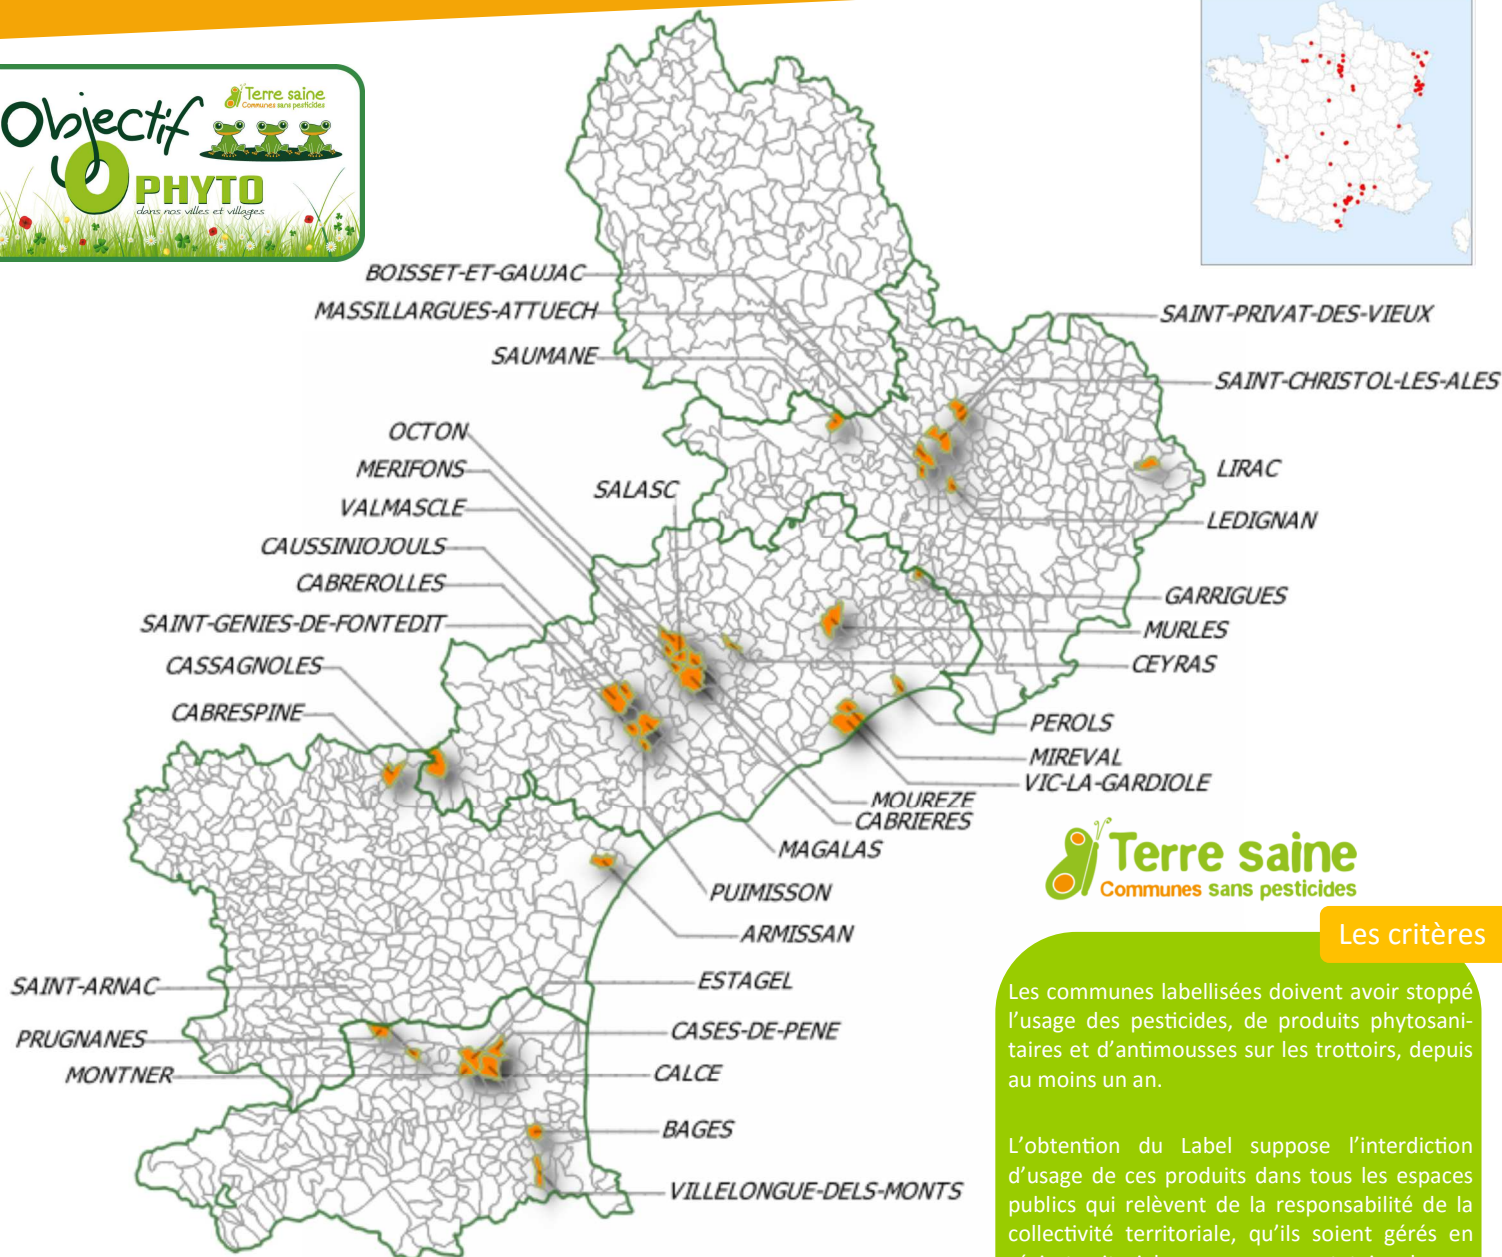 Objectif
Terre saine
Communes sans pesticides
0 PHYTO
dans nos villes et villages
BOISSET-ET-GAUJAC
MASSILLARGUES-ATTUECH
SAUMANE
SAINT-PRIVAT-DES-VIEUX
SAINT-CHRISTOL-LES-ALES
OCTON
MERIFONS
VALMASCLE
SALASC
LIRAC
LEDIGNAN
CAUSSINIOJOULS
CABREROLLES
SAINT-GENIES-DE-FONTEDIT
CASSAGNOLES
CABRESPINE
GARRIGUES
MURLES
CEYRAS
PEROLS
MIREVAL
VIC-LA-GARDIOLE
MOUREZE
CABRIERES
MAGALAS
PUIMISSON
ARMISSAN
SAINT-ARNAC
PRUGNANES
MONTNER
ESTAGEL
CASES-DE-PENE
CALCE
BAGES
VILLELONGUE-DELS-MONTS
Terre saine
Communes sans pesticides
Les critères
Les communes labellisées doivent avoir stoppé
l'usage des pesticides, de produits phytosani-
taires et d'antimousses sur les trottoirs, depuis
au moins un an.
L'obtention du Label suppose l'interdiction
d'usage de ces produits dans tous les espaces
publics qui relèvent de la responsabilité de la
collectivité territoriale, qu'ils soient gérés en